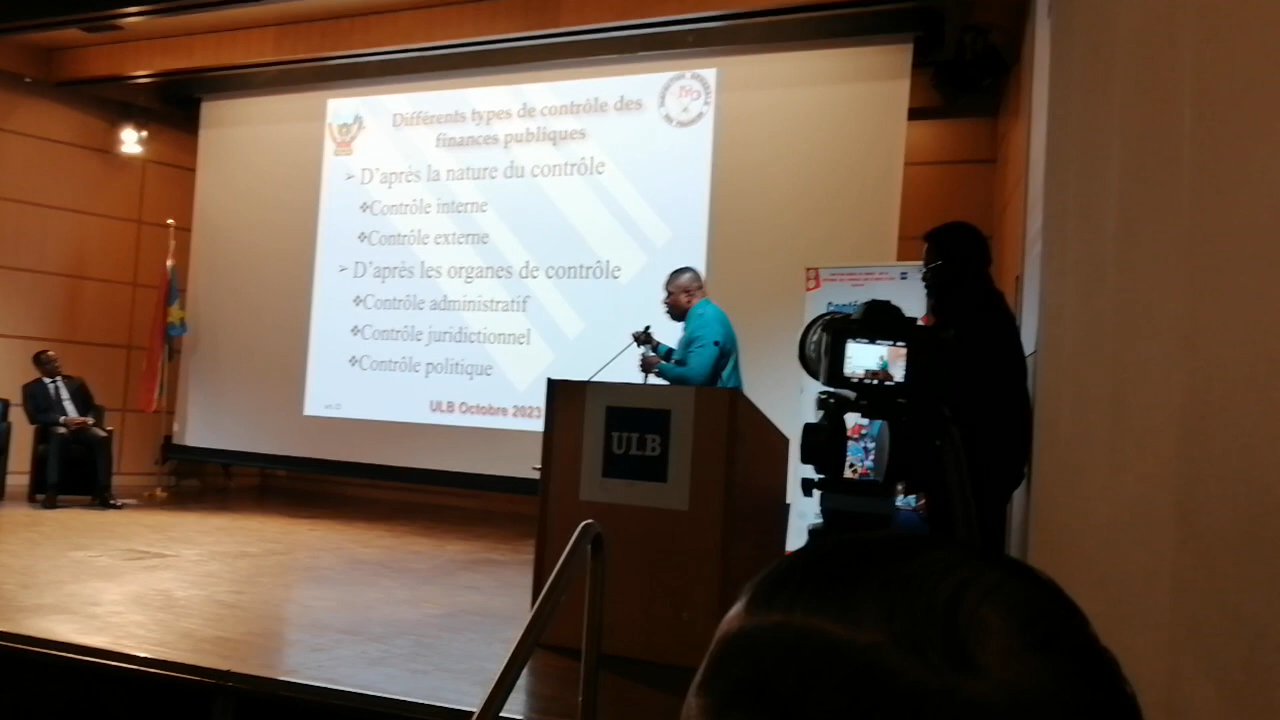 Différents types de contrôle des
finances publiques
➢ D'après la nature du contrôle
❖Contrôle interne
❖Contrôle externe
➢ D'après les organes de contrôle
❖Contrôle administratif
❖Contrôle juridictionnel
❖Contrôle politique
ULB Octobre 2023
ULB